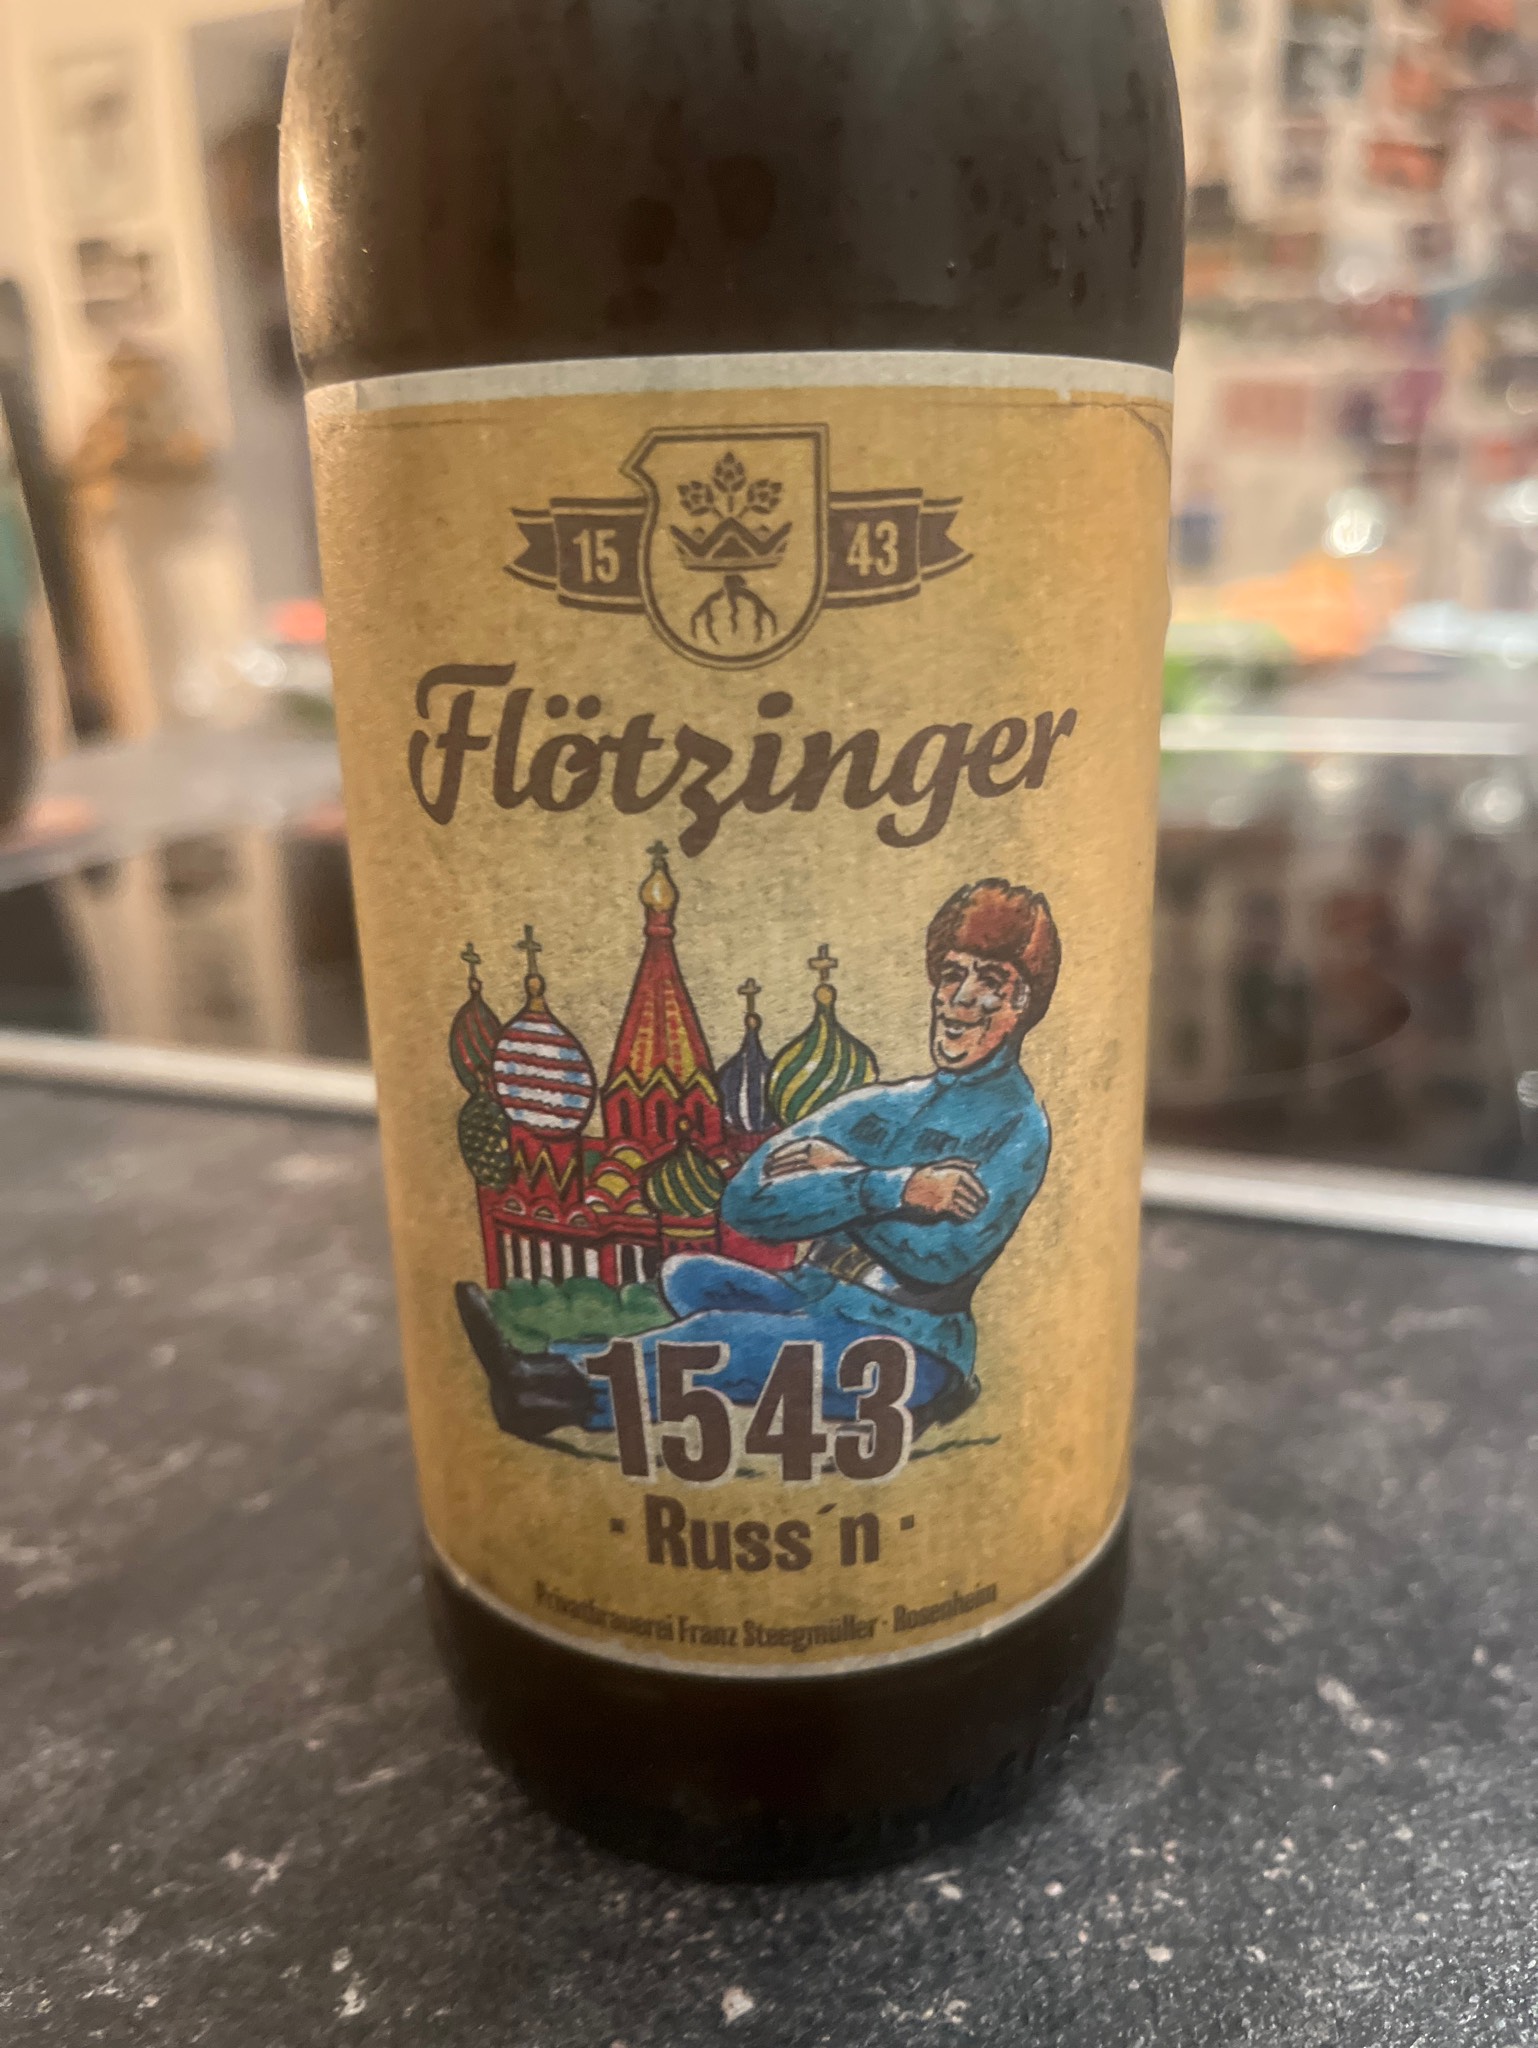 15 43
Flötzinger
1543
· Russ´n ·
Privatbrauerei Franz Steegmüller · Rosenheim